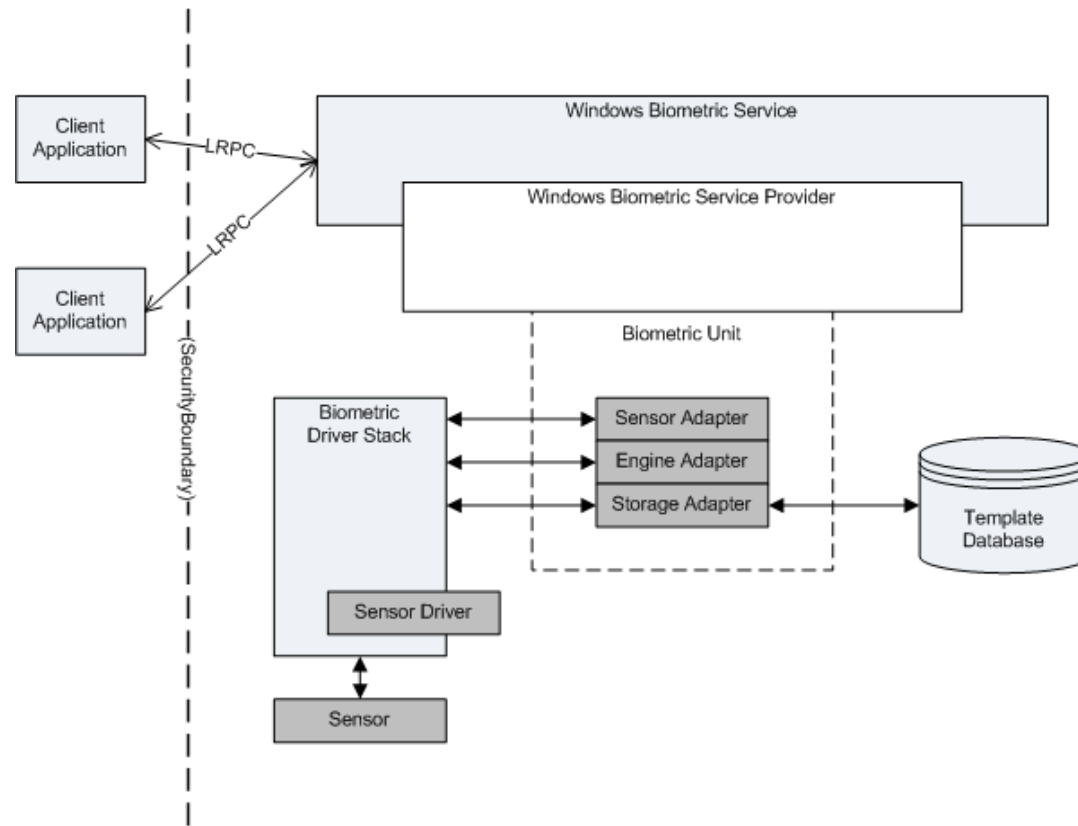 Windows Biometric Service
Client
Application
LRPC
Windows Biometric Service Provider
LRPC
Client
Application
Biometric Unit
(SecurityBoundary)
Biometric
Driver Stack
Sensor Adapter
Engine Adapter
Storage Adapter
Template
Database
Sensor Driver
Sensor